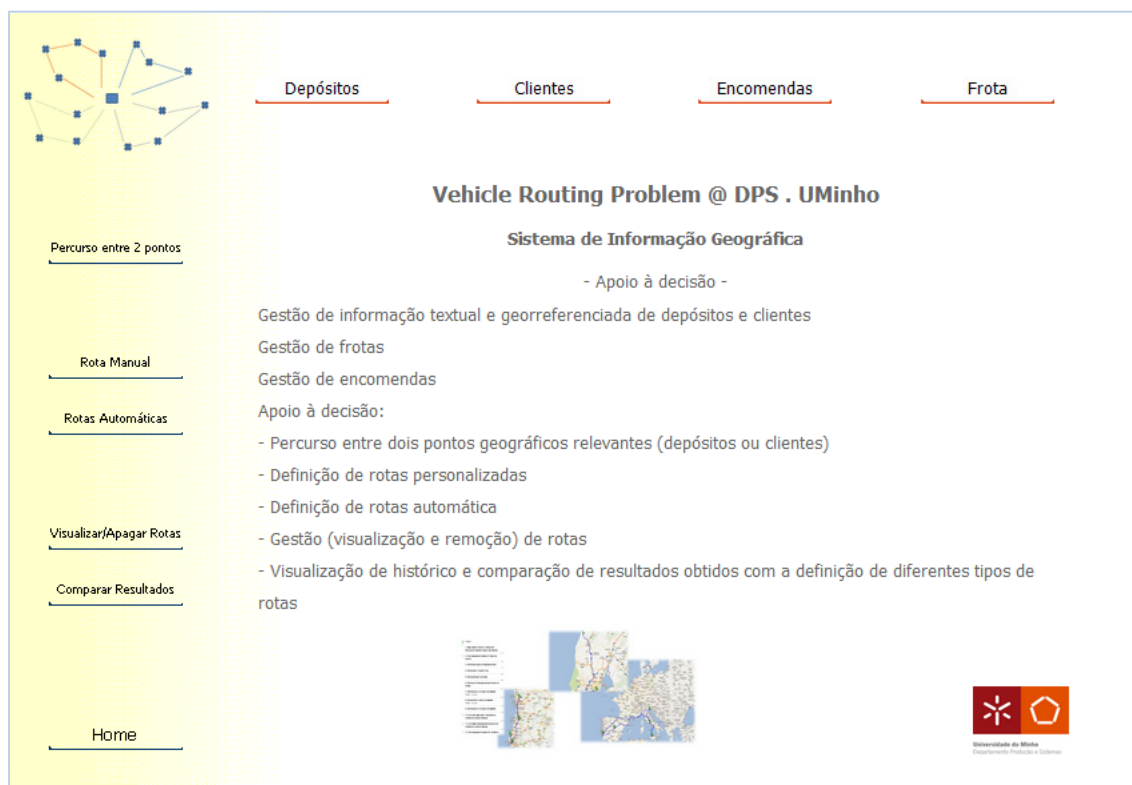 Depósitos
Clientes
Encomendas
Frota
Vehicle Routing Problem @ DPS . UMinho
Sistema de Informação Geográfica
- Apoio à decisão -
Percurso entre 2 pontos
Rota Manual
Rotas Automáticas
Visualizar/Apagar Rotas
Comparar Resultados
Home
Gestão de informação textual e georreferenciada de depósitos e clientes
Gestão de frotas
Gestão de encomendas
Apoio à decisão:
- Percurso entre dois pontos geográficos relevantes (depósitos ou clientes)
- Definição de rotas personalizadas
- Definição de rotas automática
- Gestão (visualização e remoção) de rotas
- Visualização de histórico e comparação de resultados obtidos com a definição de diferentes tipos de
rotas
Universidade do Minho
Departamento Produção e Sistemas